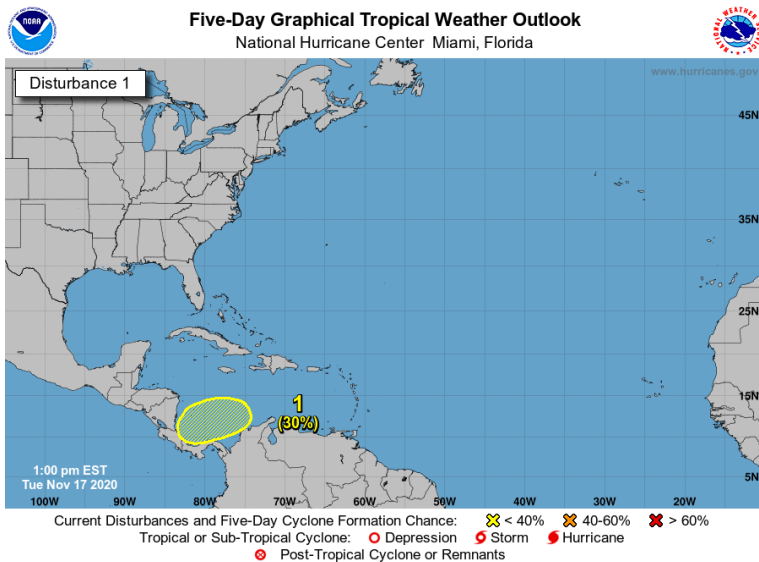 Five-Day Graphical Tropical Weather Outlook
National Hurricane Center  Miami, Florida
NOAA
www.hurricanes.gov
Disturbance 1
45N
35N
25N
15N
5N
1
(30%)
1:00 pm EST
Tue Nov 17 2020
100W 90W 80W 70W 60W 50W 40W 30W 20W
Current Disturbances and Five-Day Cyclone Formation Chance: < 40% 40-60% > 60%
Tropical or Sub-Tropical Cyclone: Depression Storm Hurricane
Post-Tropical Cyclone or Remnants